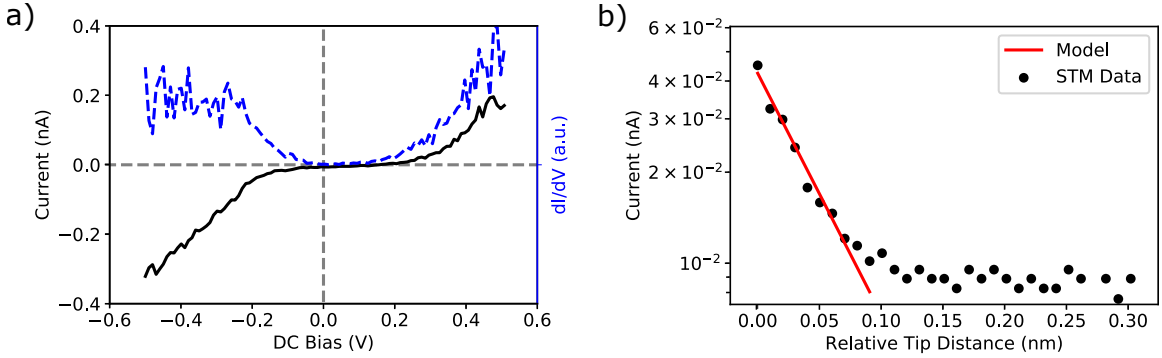 a)
0.4
0.2
0.0
−0.2
−0.4
Current (nA)
−0.6
−0.4
−0.2
0.0
0.2
0.4
0.6
DC Bias (V)
dI/dV (a.u.)
b)
6 × 10⁻²
4 × 10⁻²
3 × 10⁻²
2 × 10⁻²
10⁻²
Current (nA)
Model
STM Data
0.00
0.05
0.10
0.15
0.20
0.25
0.30
Relative Tip Distance (nm)